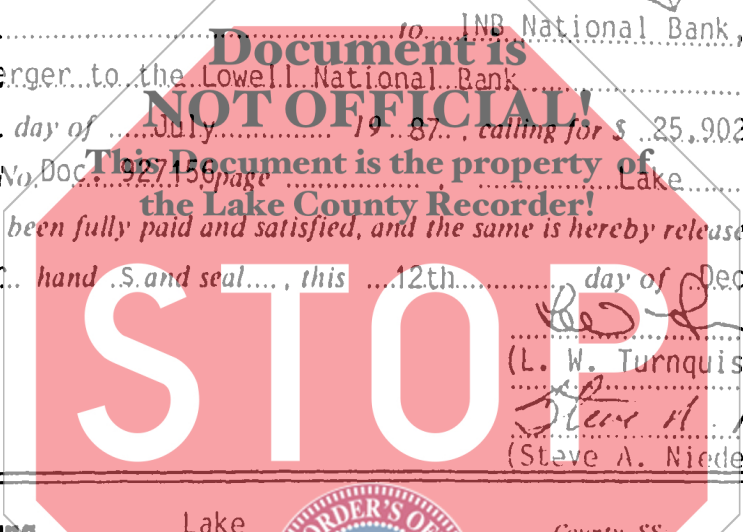 to INB National Bank,
Document is
erger to the Lowell National Bank
NOT OFFICIAL!
day of July 19 87, calling for $ 25,902
This Document is the property of
No. Doc. 927156 page Lake
the Lake County Recorder!
been fully paid and satisfied, and the same is hereby release
hand s and seal, this 12th day of Dec
STOP
(L. W. Turnquis
Steve A.
(Steve A. Niede
ORDER'S OF
Lake County, SS